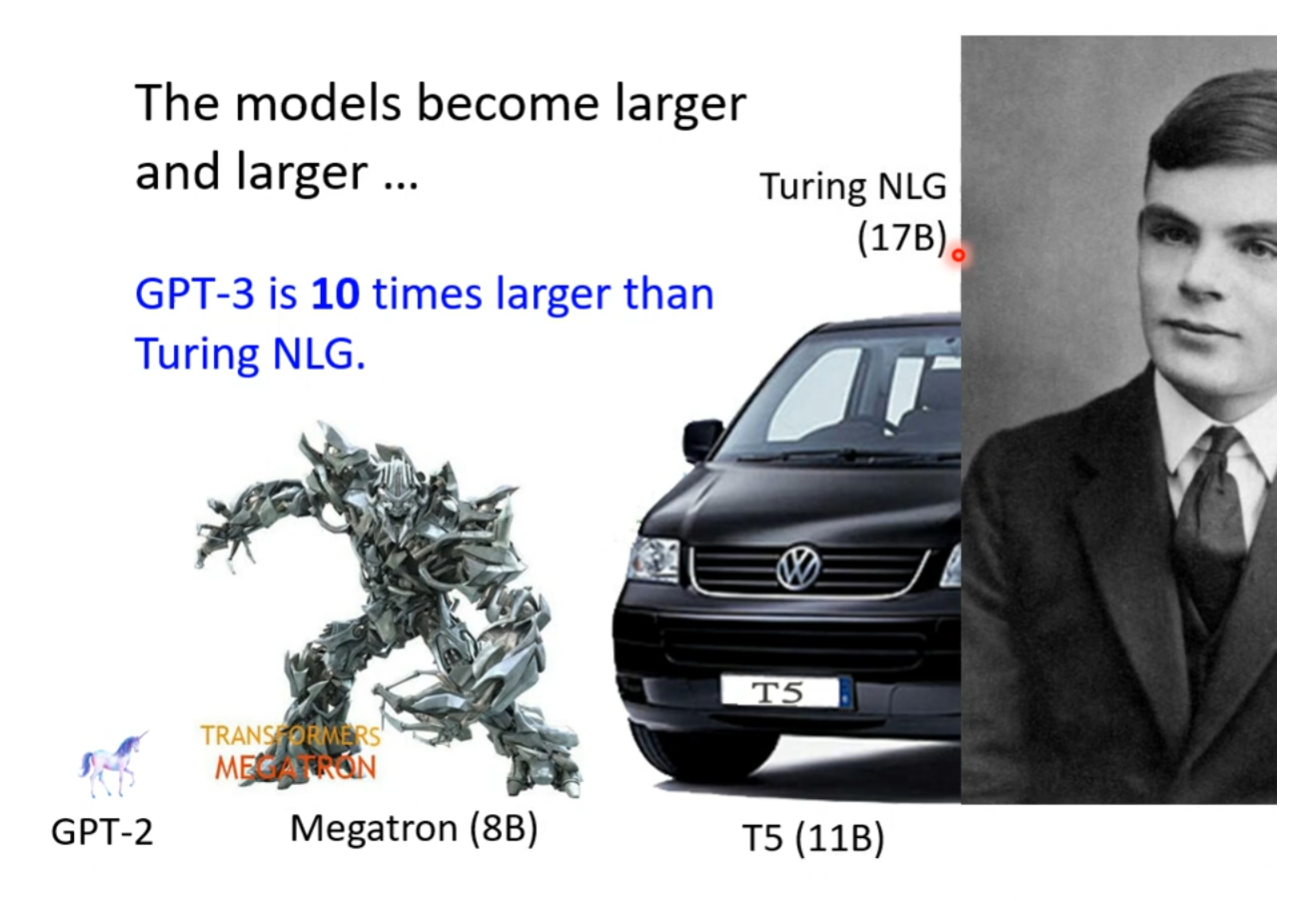 The models become larger
and larger ...
Turing NLG
(17B)
GPT-3 is 10 times larger than
Turing NLG.
T5
TRANSFORMERS
MEGATRON
GPT-2
Megatron (8B)
T5 (11B)